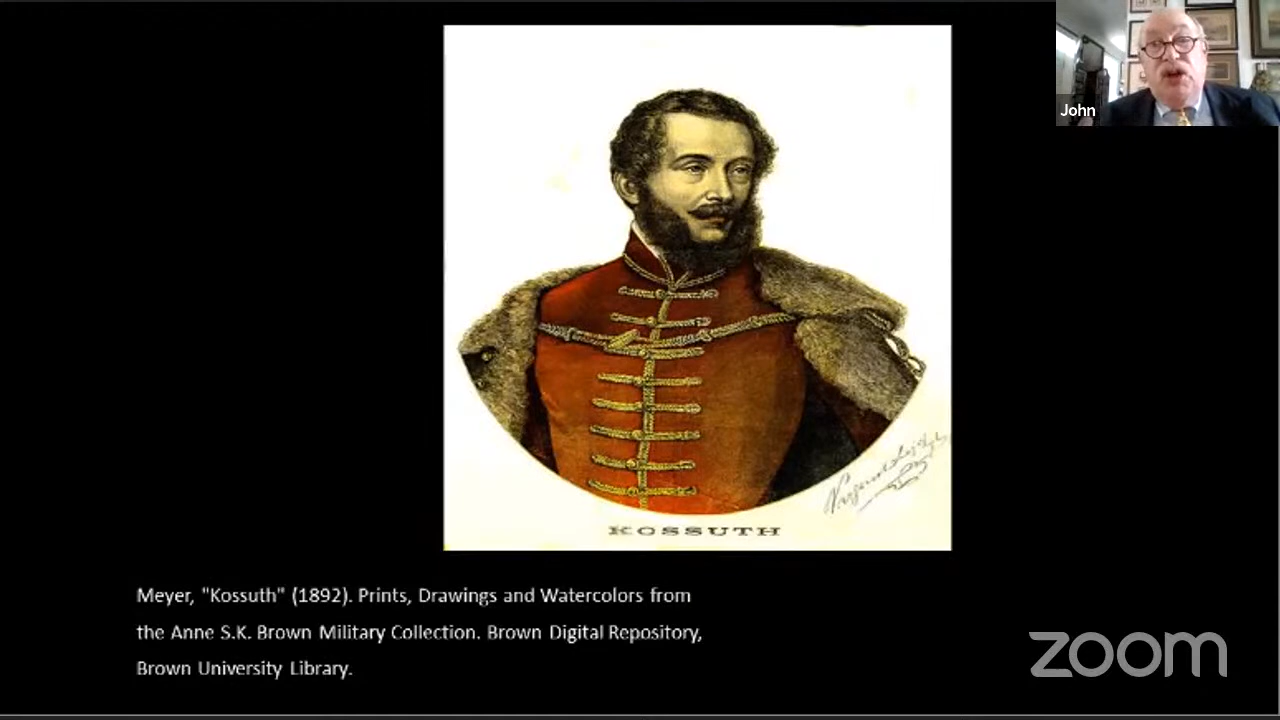 John
KOSSUTH
Meyer, "Kossuth" (1892). Prints, Drawings and Watercolors from
the Anne S.K. Brown Military Collection. Brown Digital Repository,
Brown University Library.
zoom